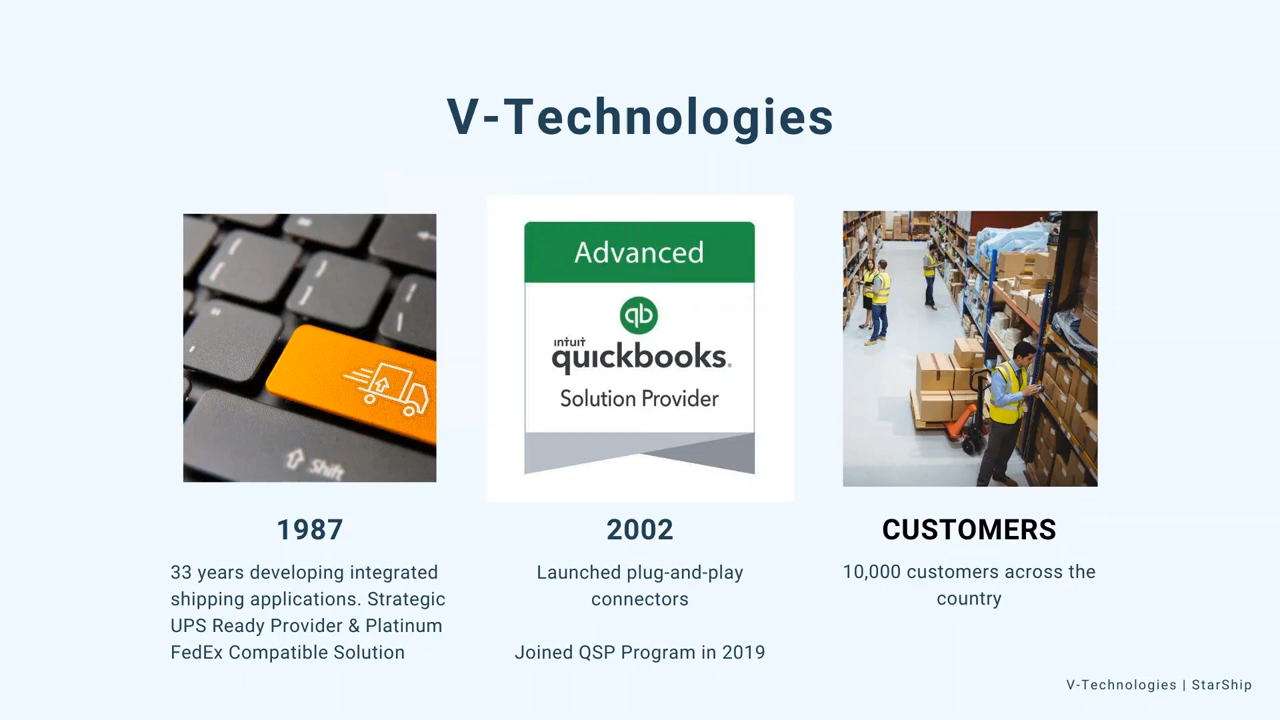 V-Technologies
Shift
Advanced
qb
intuit
quickbooks.
Solution Provider
1987
33 years developing integrated
shipping applications. Strategic
UPS Ready Provider & Platinum
FedEx Compatible Solution
2002
Launched plug-and-play
connectors
Joined QSP Program in 2019
CUSTOMERS
10,000 customers across the
country
V-Technologies | StarShip